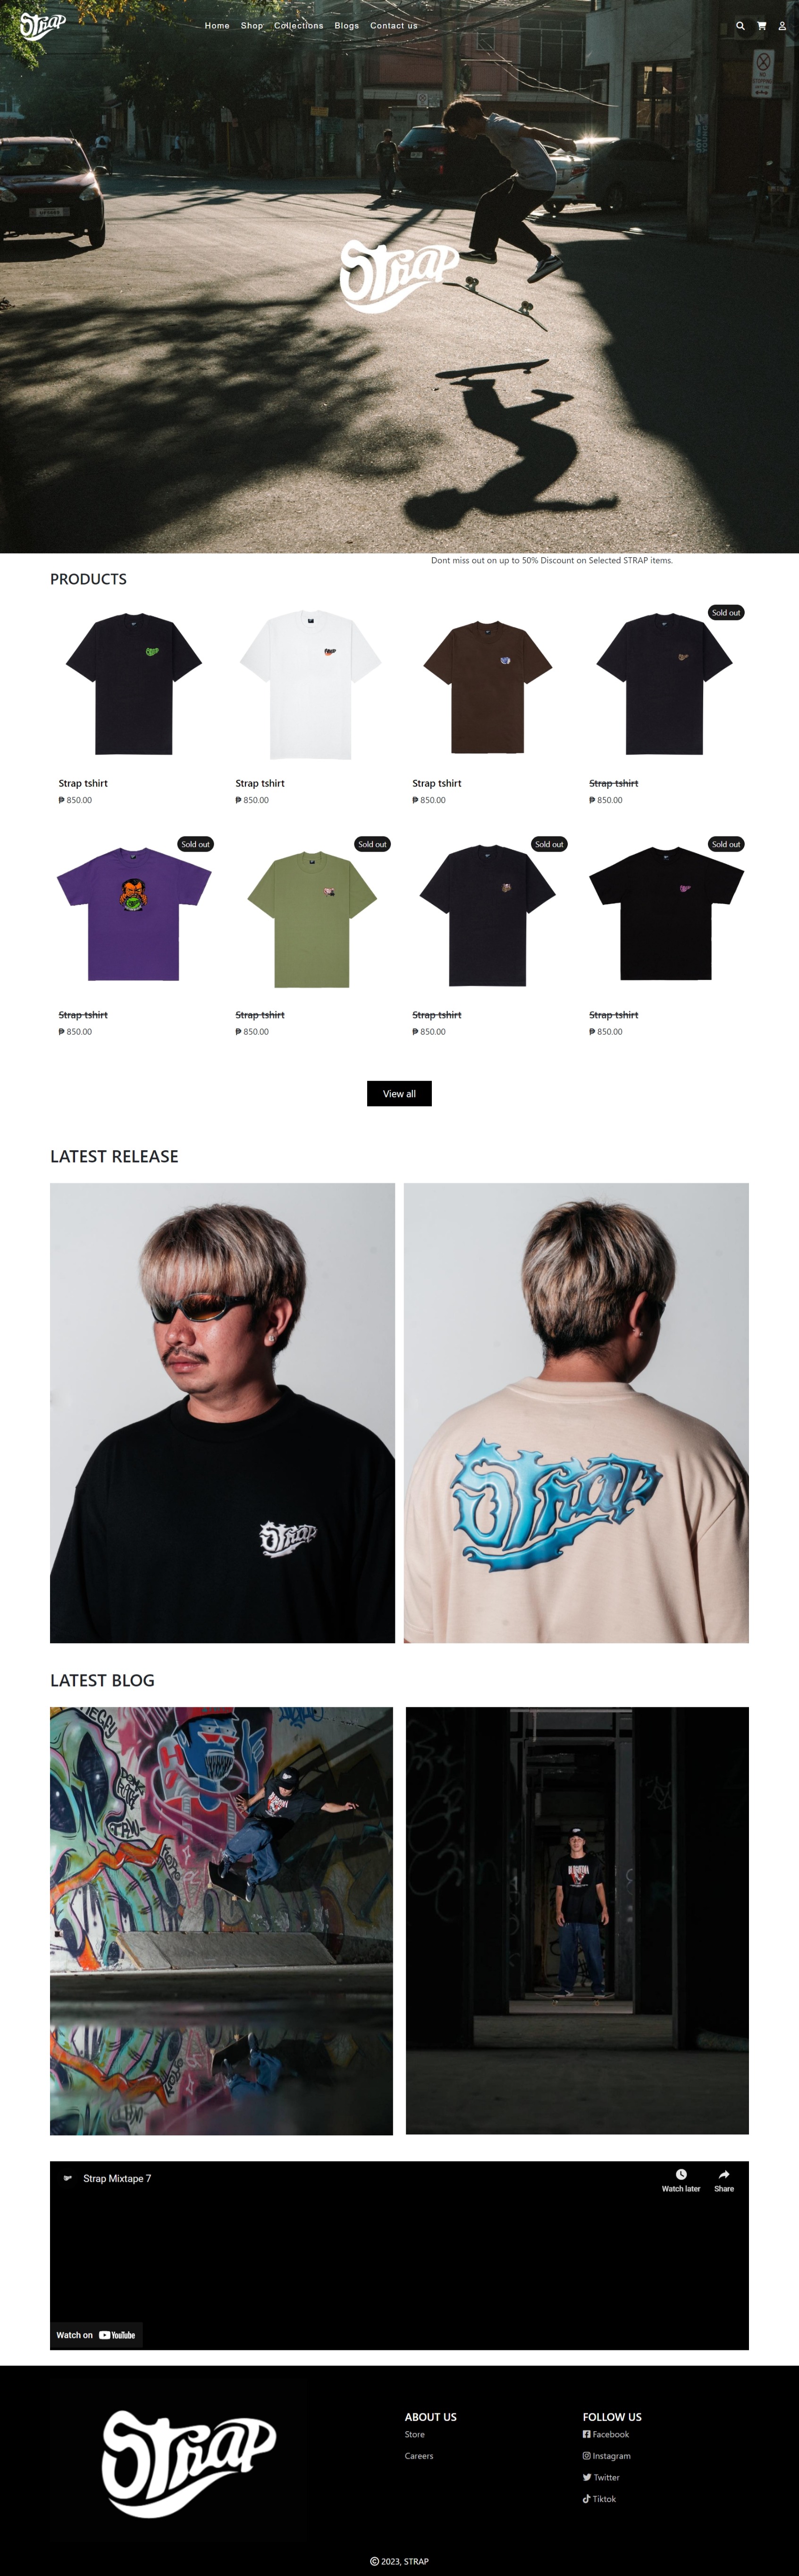 Strap
Home Shop Collections Blogs Contact us
NO STOPPING ANYTIME
Strap
Dont miss out on up to 50% Discount on Selected STRAP items.
PRODUCTS
Sold out
Strap tshirt
₱ 850.00
Strap tshirt
₱ 850.00
Strap tshirt
₱ 850.00
Strap tshirt
₱ 850.00
Sold out
Sold out
Sold out
Sold out
Strap tshirt
₱ 850.00
Strap tshirt
₱ 850.00
Strap tshirt
₱ 850.00
Strap tshirt
₱ 850.00
View all
LATEST RELEASE
Strap
Strap
LATEST BLOG
Strap Mixtape 7
Watch later
Share
Watch on YouTube
Strap
ABOUT US
Store
Careers
FOLLOW US
Facebook
Instagram
Twitter
Tiktok
© 2023, STRAP